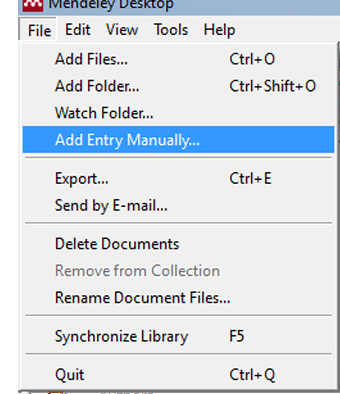 Mendeley Desktop
File Edit View Tools Help
Add Files... Ctrl+O
Add Folder... Ctrl+Shift+O
Watch Folder...
Add Entry Manually...
Export... Ctrl+E
Send by E-mail...
Delete Documents
Remove from Collection
Rename Document Files...
Synchronize Library F5
Quit Ctrl+Q